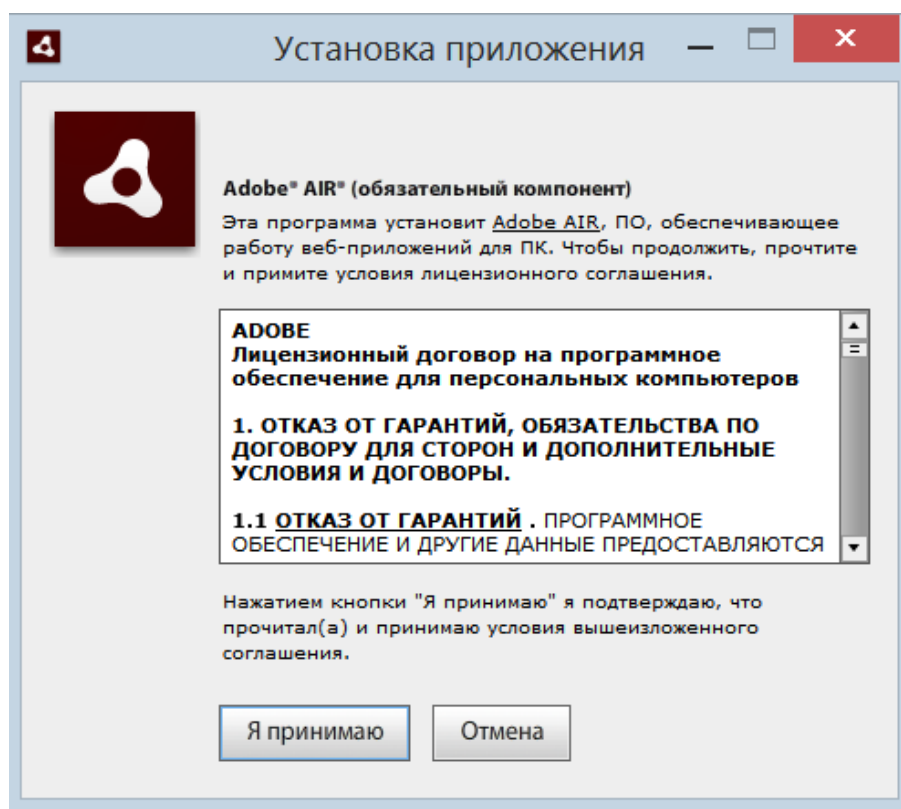 Установка приложения
Adobe® AIR® (обязательный компонент)
Эта программа установит Adobe AIR, ПО, обеспечивающее
работу веб-приложений для ПК. Чтобы продолжить, прочтите
и примите условия лицензионного соглашения.
ADOBE
Лицензионный договор на программное
обеспечение для персональных компьютеров
1. ОТКАЗ ОТ ГАРАНТИЙ, ОБЯЗАТЕЛЬСТВА ПО
ДОГОВОРУ ДЛЯ СТОРОН И ДОПОЛНИТЕЛЬНЫЕ
УСЛОВИЯ И ДОГОВОРЫ.
1.1 ОТКАЗ ОТ ГАРАНТИЙ . ПРОГРАММНОЕ
ОБЕСПЕЧЕНИЕ И ДРУГИЕ ДАННЫЕ ПРЕДОСТАВЛЯЮТСЯ
Нажатием кнопки "Я принимаю" я подтверждаю, что
прочитал(а) и принимаю условия вышеизложенного
соглашения.
Я принимаю
Отмена